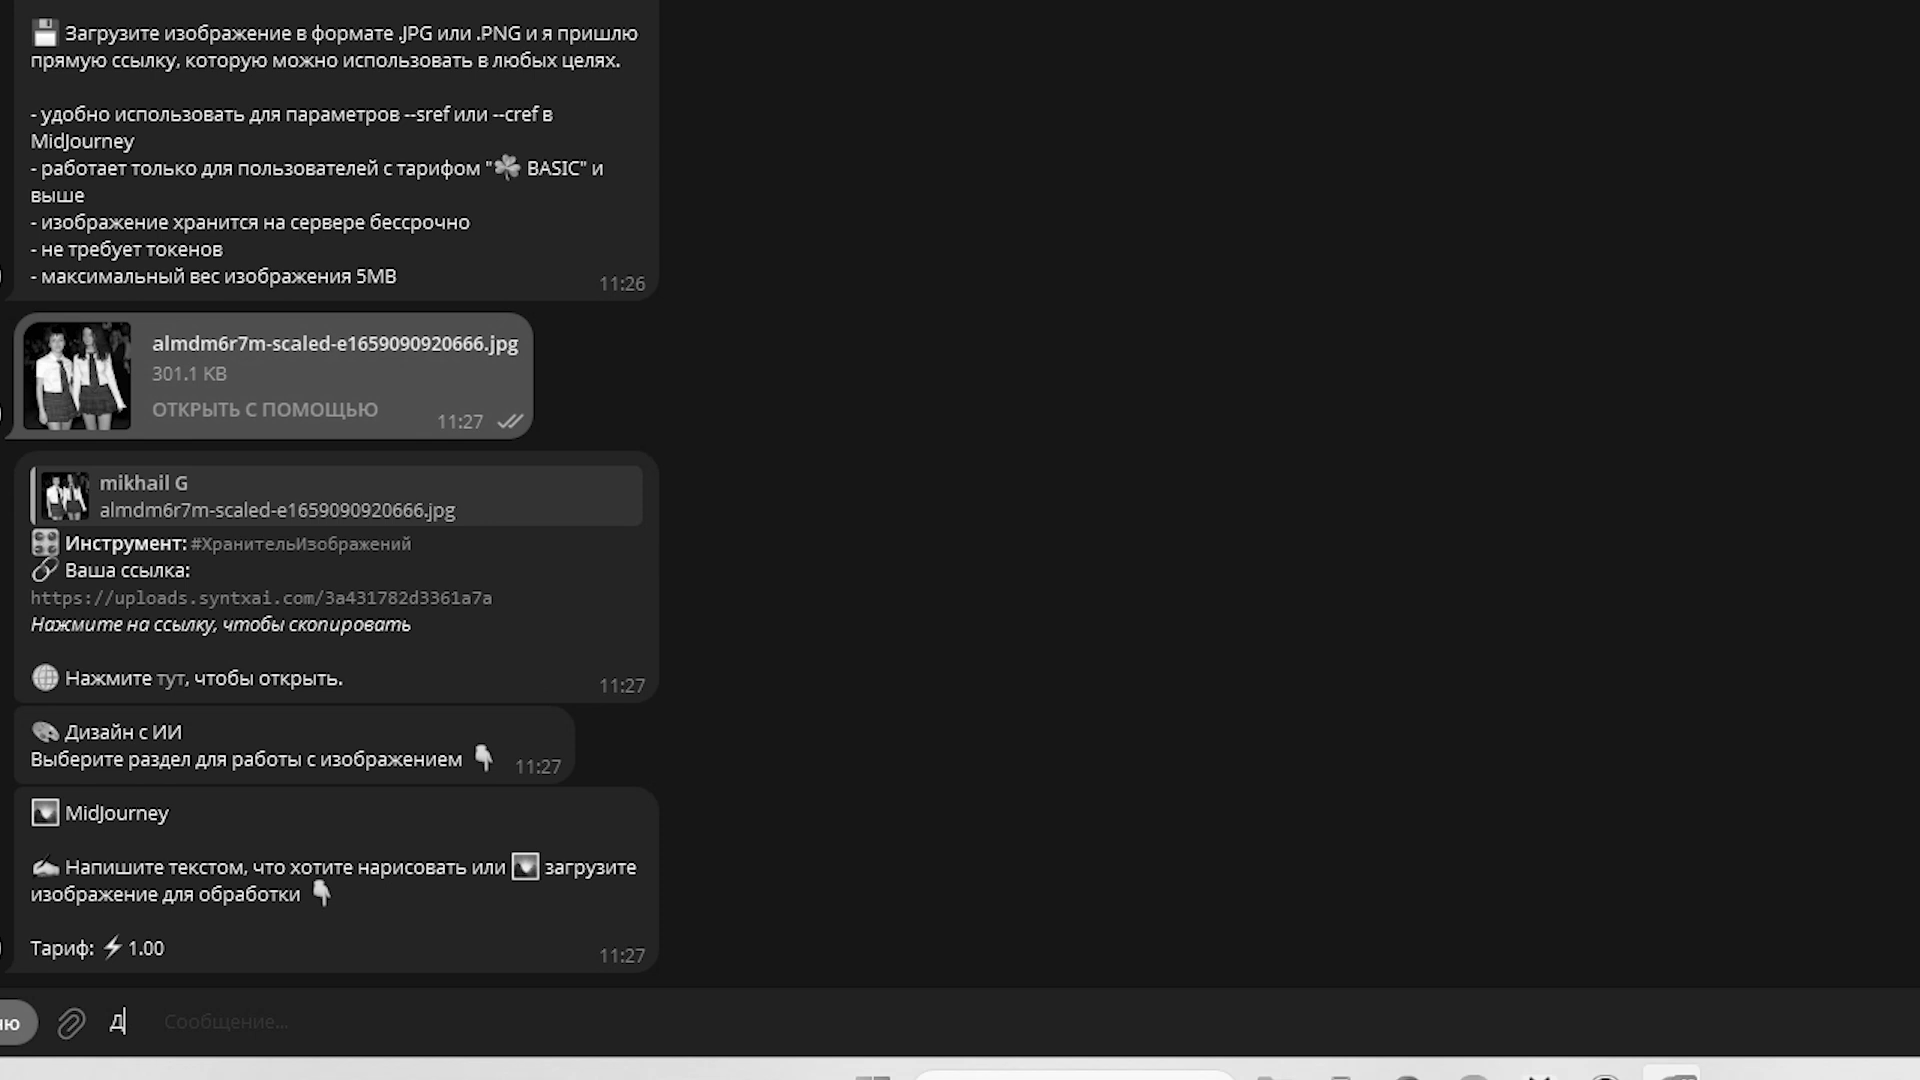 Загрузите изображение в формате .JPG или .PNG и я пришлю
прямую ссылку, которую можно использовать в любых целях.
- удобно использовать для параметров --sref или --cref в
MidJourney
- работает только для пользователей с тарифом "☘ BASIC" и
выше
- изображение хранится на сервере бессрочно
- не требует токенов
- максимальный вес изображения 5MB
11:26
almdm6r7m-scaled-e1659090920666.jpg
301.1 KB
ОТКРЫТЬ С ПОМОЩЬЮ
11:27
mikhail G
almdm6r7m-scaled-e1659090920666.jpg
Инструмент: #ХранительИзображений
Ваша ссылка:
https://uploads.syntxai.com/3a431782d3361a7a
Нажмите на ссылку, чтобы скопировать
Нажмите тут, чтобы открыть.
11:27
Дизайн с ИИ
Выберите раздел для работы с изображением
11:27
MidJourney
Напишите текстом, что хотите нарисовать или загрузите
изображение для обработки
Тариф: ⚡ 1.00
11:27
ню
Д
Сообщение...